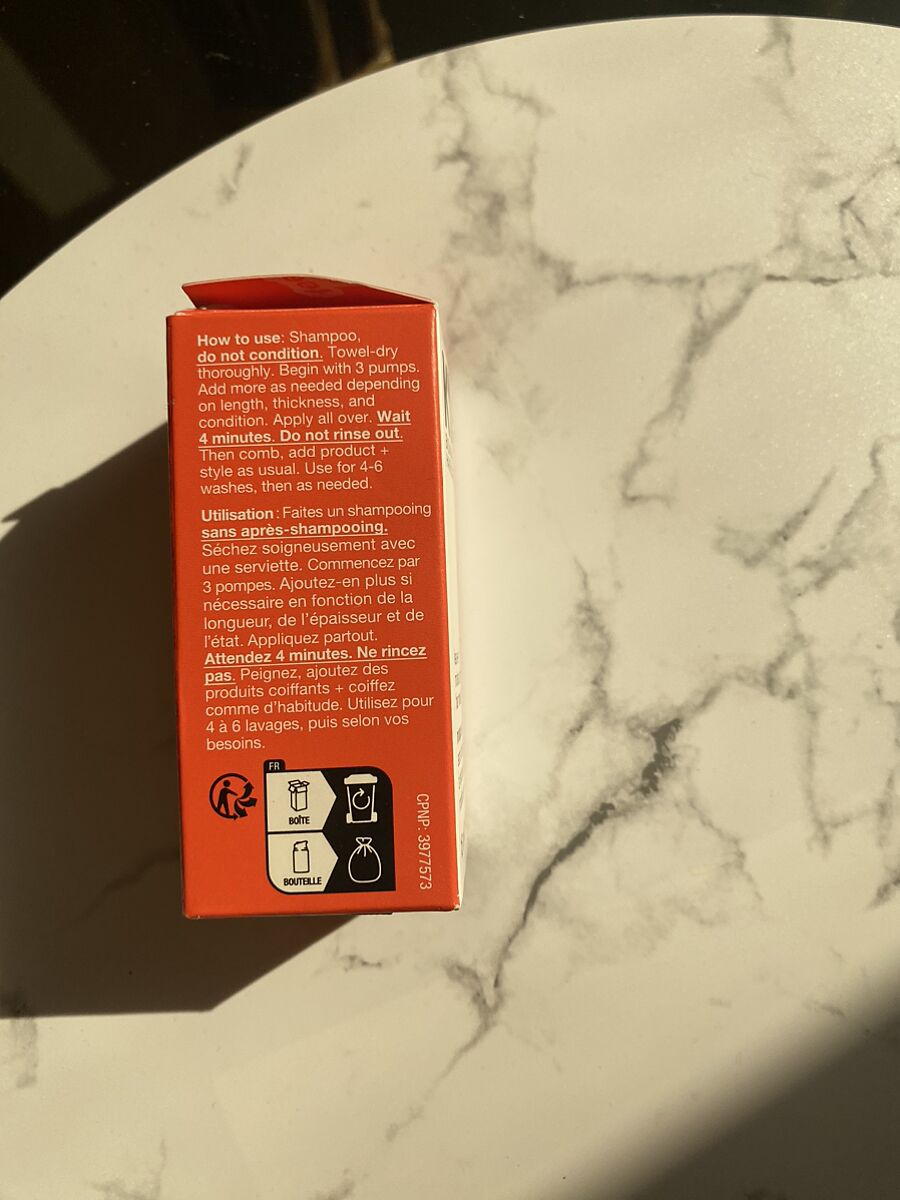 How to use: Shampoo,
do not condition. Towel-dry
thoroughly. Begin with 3 pumps.
Add more as needed depending
on length, thickness, and
condition. Apply all over. Wait
4 minutes. Do not rinse out.
Then comb, add product +
style as usual. Use for 4-6
washes, then as needed.
Utilisation : Faites un shampooing
sans après-shampooing.
Séchez soigneusement avec
une serviette. Commencez par
3 pompes. Ajoutez-en plus si
nécessaire en fonction de la
longueur, de l'épaisseur et de
l'état. Appliquez partout.
Attendez 4 minutes. Ne rincez
pas. Peignez, ajoutez des
produits coiffants + coiffez
comme d'habitude. Utilisez pour
4 à 6 lavages, puis selon vos
besoins.
FR
BOÎTE
BOUTEILLE
CPNP: 3977573